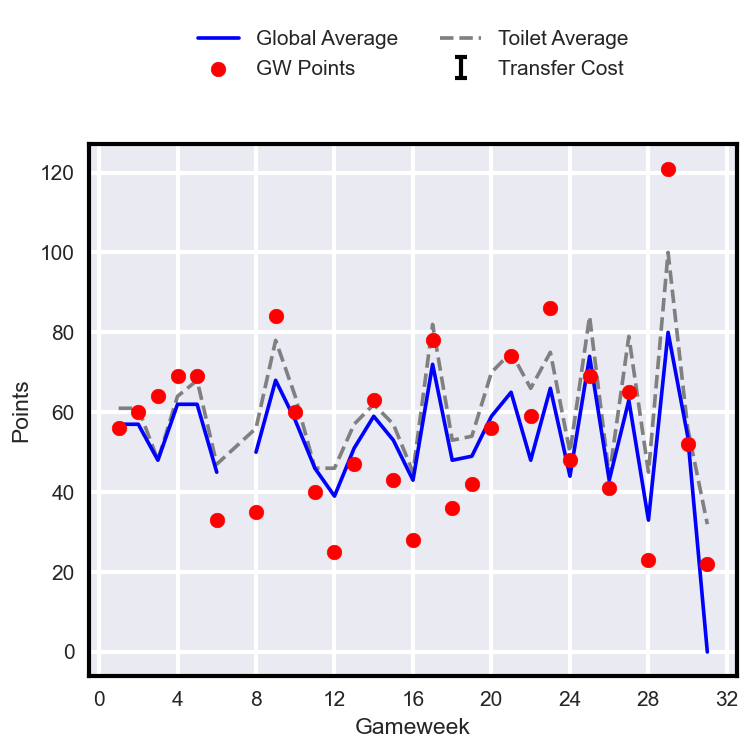 Global Average
Toilet Average
GW Points
Transfer Cost
120
100
80
60
40
20
0
Points
0 4 8 12 16 20 24 28 32
Gameweek